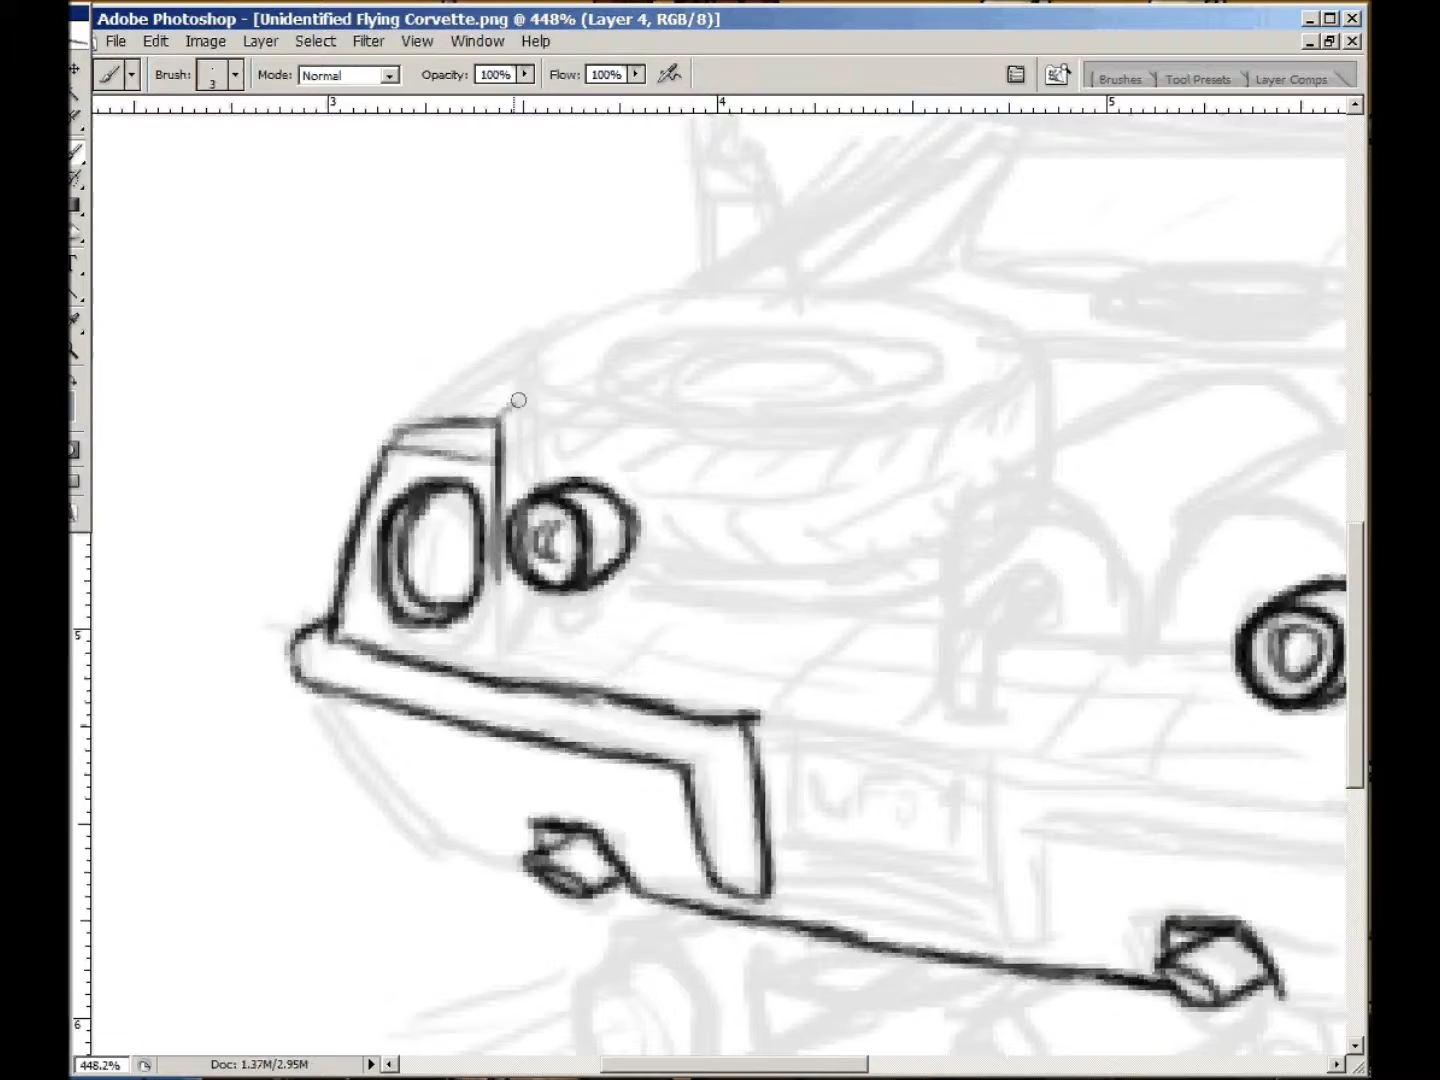 Adobe Photoshop - [Unidentified Flying Corvette.png @ 448% (Layer 4, RGB/8)]
File Edit Image Layer Select Filter View Window Help
Brush: 3 Mode: Normal Opacity: 100% Flow: 100% Brushes Tool Presets Layer Comps
3 4 5
5
6
448.2% Doc: 1.37M/2.95M